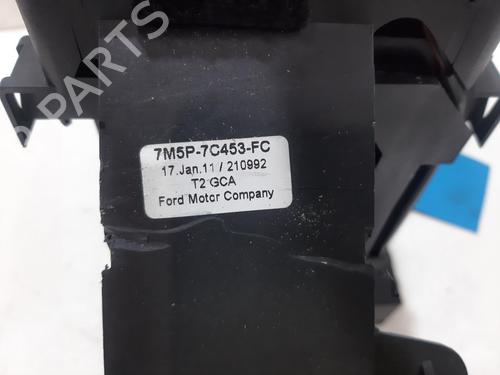 PARTS
7M5P-7C453-FC
17.Jan.11 / 210992
T2 GCA
Ford Motor Company